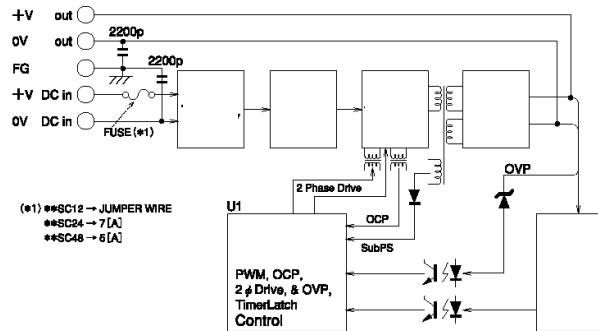 +V out
0V out
2200p
2200p
FG
+V DC in
0V DC in
FUSE(*1)
OVP
2 Phase Drive
(*1) **SC12 → JUMPER WIRE
**SC24 → 7[A]
**SC48 → 5[A]
U1
OCP
SubPS
PWM, OCP,
2 φ Drive, & OVP,
TimerLatch
Control